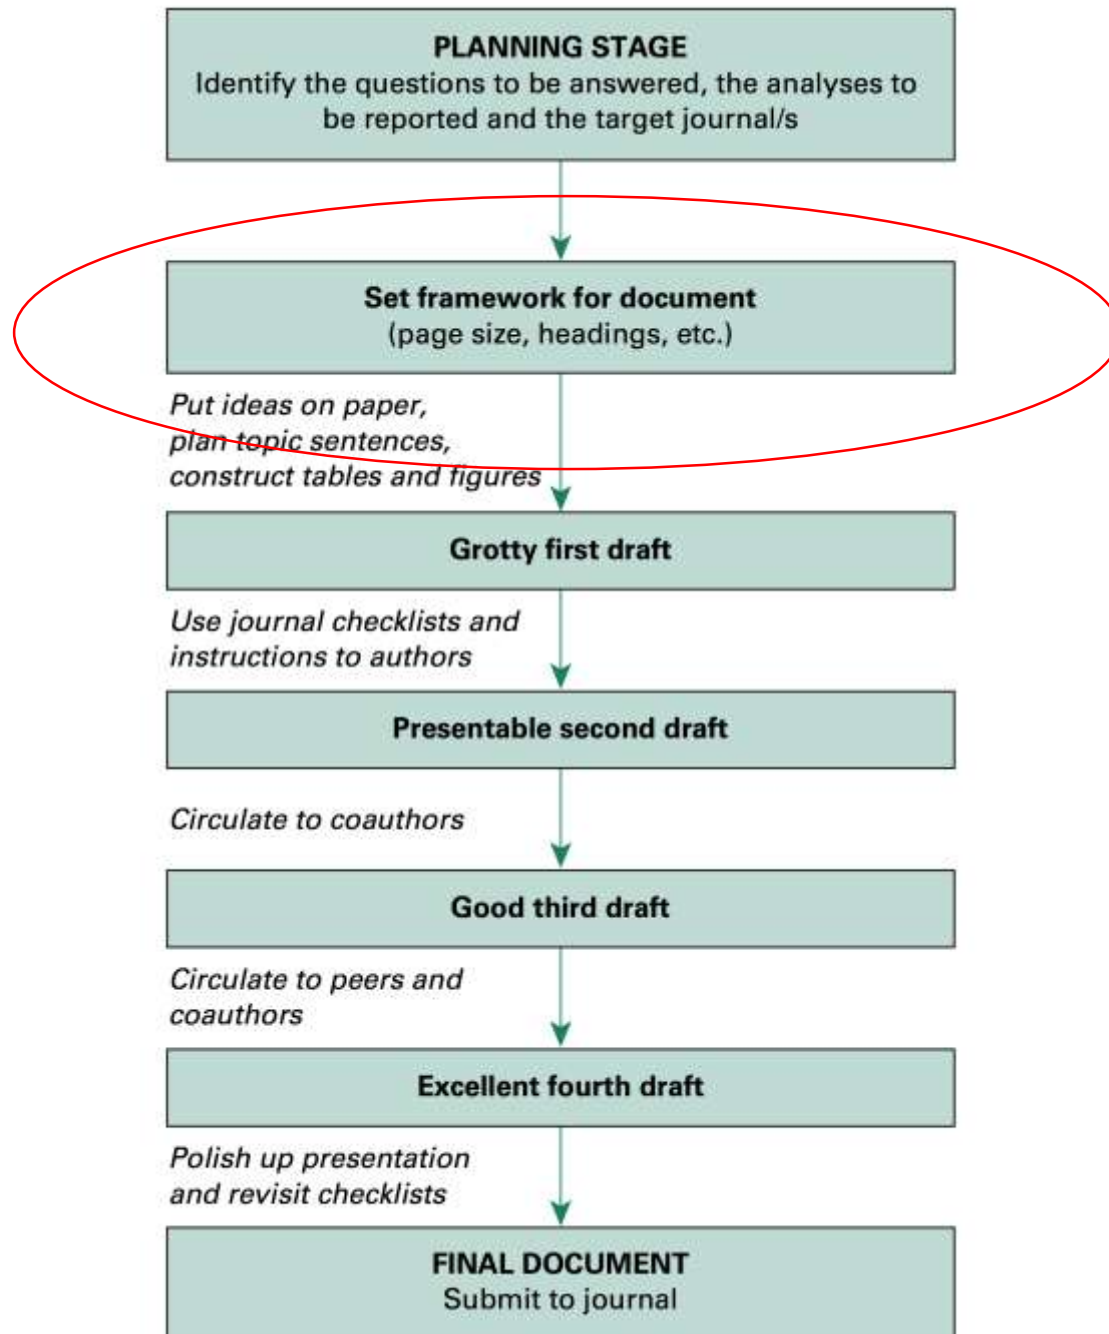 PLANNING STAGE
Identify the questions to be answered, the analyses to
be reported and the target journal/s
Set framework for document
(page size, headings, etc.)
Put ideas on paper,
plan topic sentences,
construct tables and figures
Grotty first draft
Use journal checklists and
instructions to authors
Presentable second draft
Circulate to coauthors
Good third draft
Circulate to peers and
coauthors
Excellent fourth draft
Polish up presentation
and revisit checklists
FINAL DOCUMENT
Submit to journal